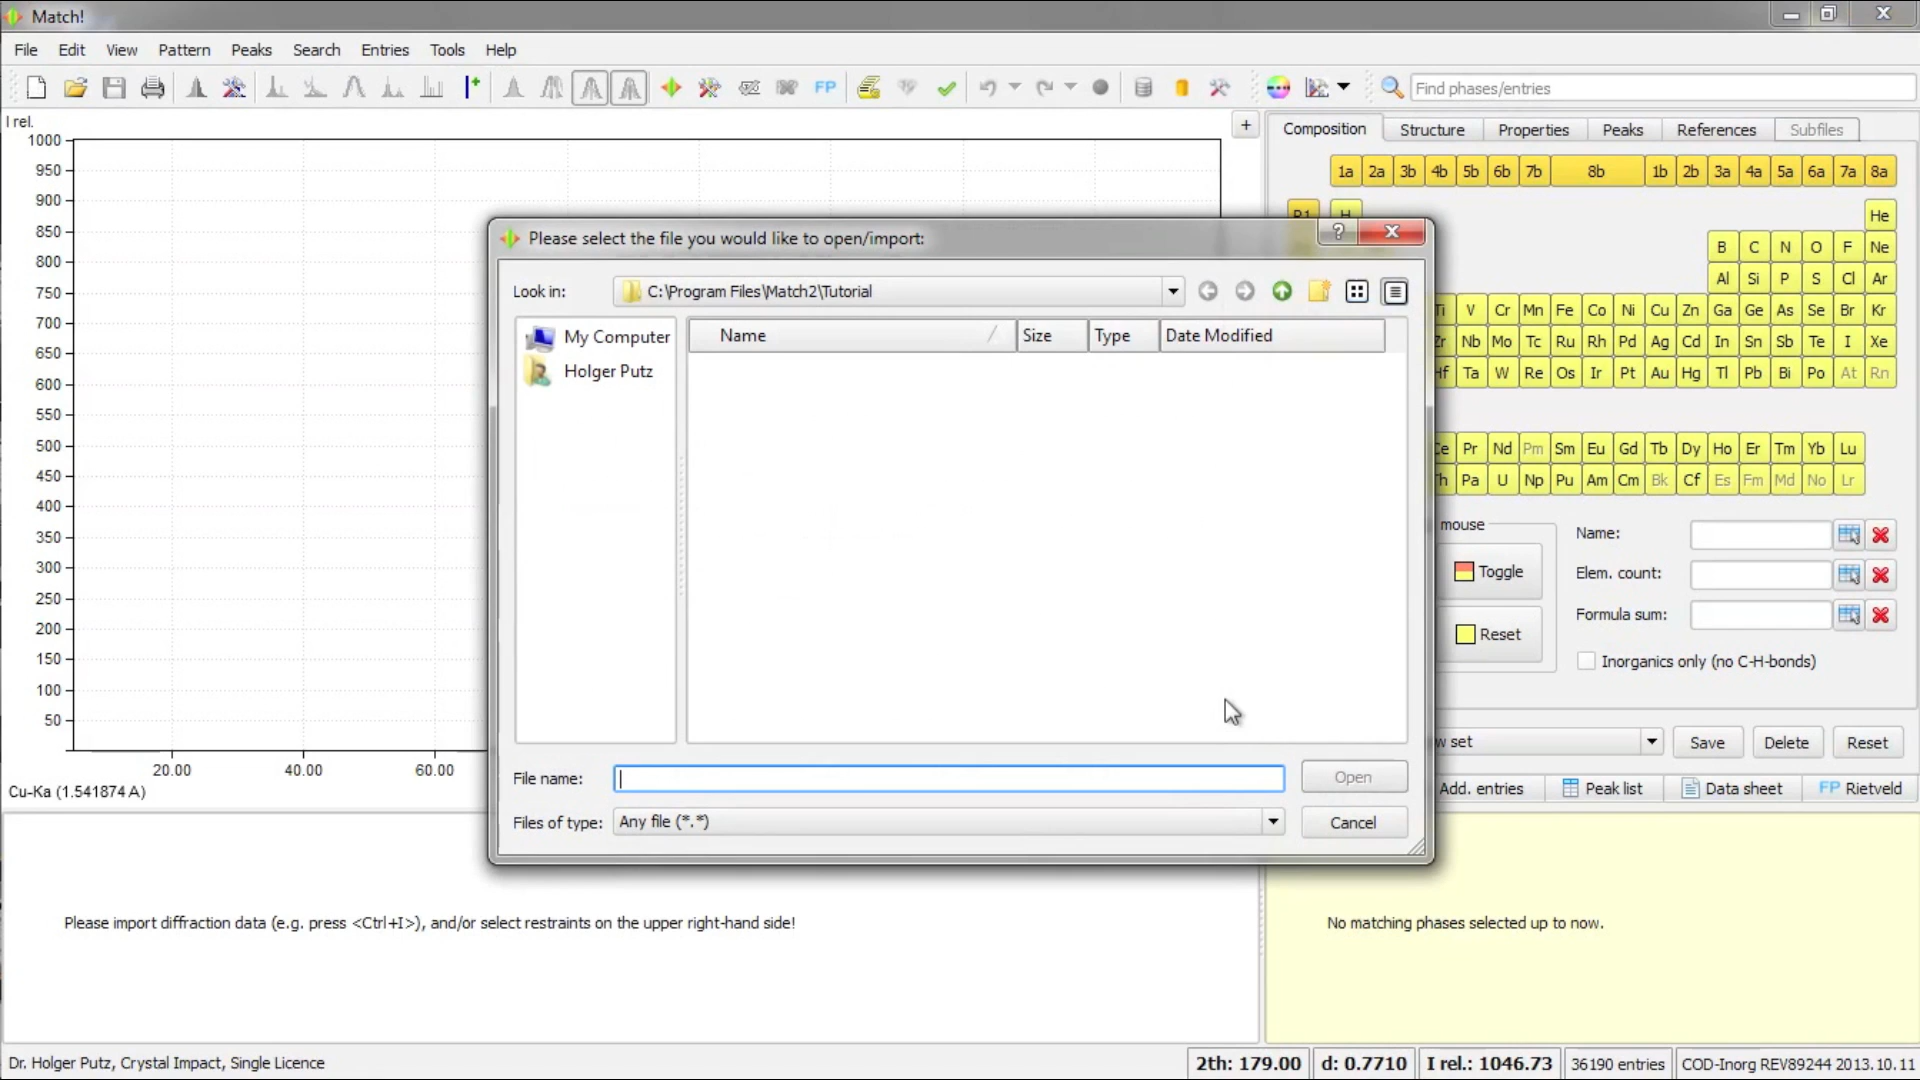 Match!
File Edit View Pattern Peaks Search Entries Tools Help
FP Find phases/entries
I rel.
1000
950
900
850
800
750
700
650
600
550
500
450
400
350
300
250
200
150
100
50
20.00 40.00 60.00
Cu-Ka (1.541874 A)
+
Please select the file you would like to open/import:
?
Look in: C:\Program Files\Match2\Tutorial
My Computer
Holger Putz
Name Size Type Date Modified
File name: Open
Files of type: Any file (*.*) Cancel
Composition Structure Properties Peaks References Subfiles
1a 2a 3b 4b 5b 6b 7b 8b 1b 2b 3a 4a 5a 6a 7a 8a
H He
B C N O F Ne
Al Si P S Cl Ar
Ti V Cr Mn Fe Co Ni Cu Zn Ga Ge As Se Br Kr
Zr Nb Mo Tc Ru Rh Pd Ag Cd In Sn Sb Te I Xe
Hf Ta W Re Os Ir Pt Au Hg Tl Pb Bi Po At Rn
Ce Pr Nd Pm Sm Eu Gd Tb Dy Ho Er Tm Yb Lu
Th Pa U Np Pu Am Cm Bk Cf Es Fm Md No Lr
mouse
Toggle
Reset
Name:
Elem. count:
Formula sum:
Inorganics only (no C-H-bonds)
set Save Delete Reset
Add. entries Peak list Data sheet FP Rietveld
Please import diffraction data (e.g. press <Ctrl+I>), and/or select restraints on the upper right-hand side!
No matching phases selected up to now.
Dr. Holger Putz, Crystal Impact, Single Licence
2th: 179.00 d: 0.7710 I rel.: 1046.73 36190 entries COD-Inorg REV89244 2013.10.11